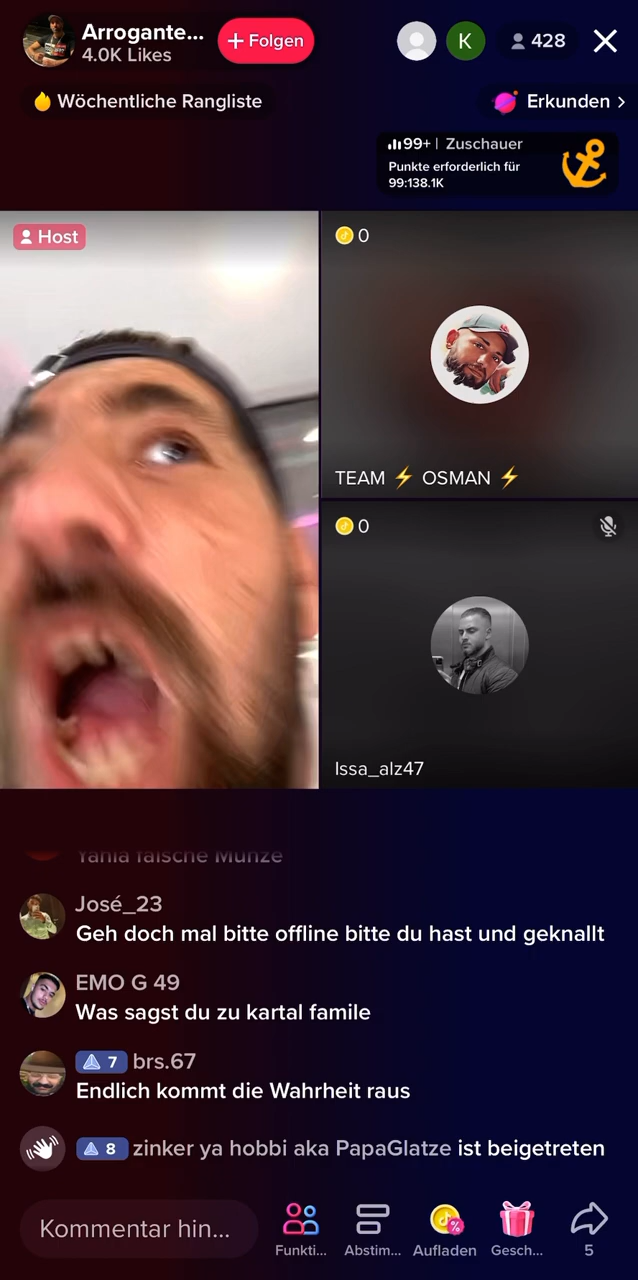 Arrogante...
4.0K Likes
+ Folgen
K
428
Wöchentliche Rangliste
Erkunden >
99+ | Zuschauer
Punkte erforderlich für
99:138.1K
Host
0
TEAM ⚡ OSMAN ⚡
0
Issa_alz47
falsche Münze
José_23
Geh doch mal bitte offline bitte du hast und geknallt
EMO G 49
Was sagst du zu kartal famile
7 brs.67
Endlich kommt die Wahrheit raus
8 zinker ya hobbi aka PapaGlatze ist beigetreten
Kommentar hin...
Funkti...
Abstim...
Aufladen
Gesch...
5